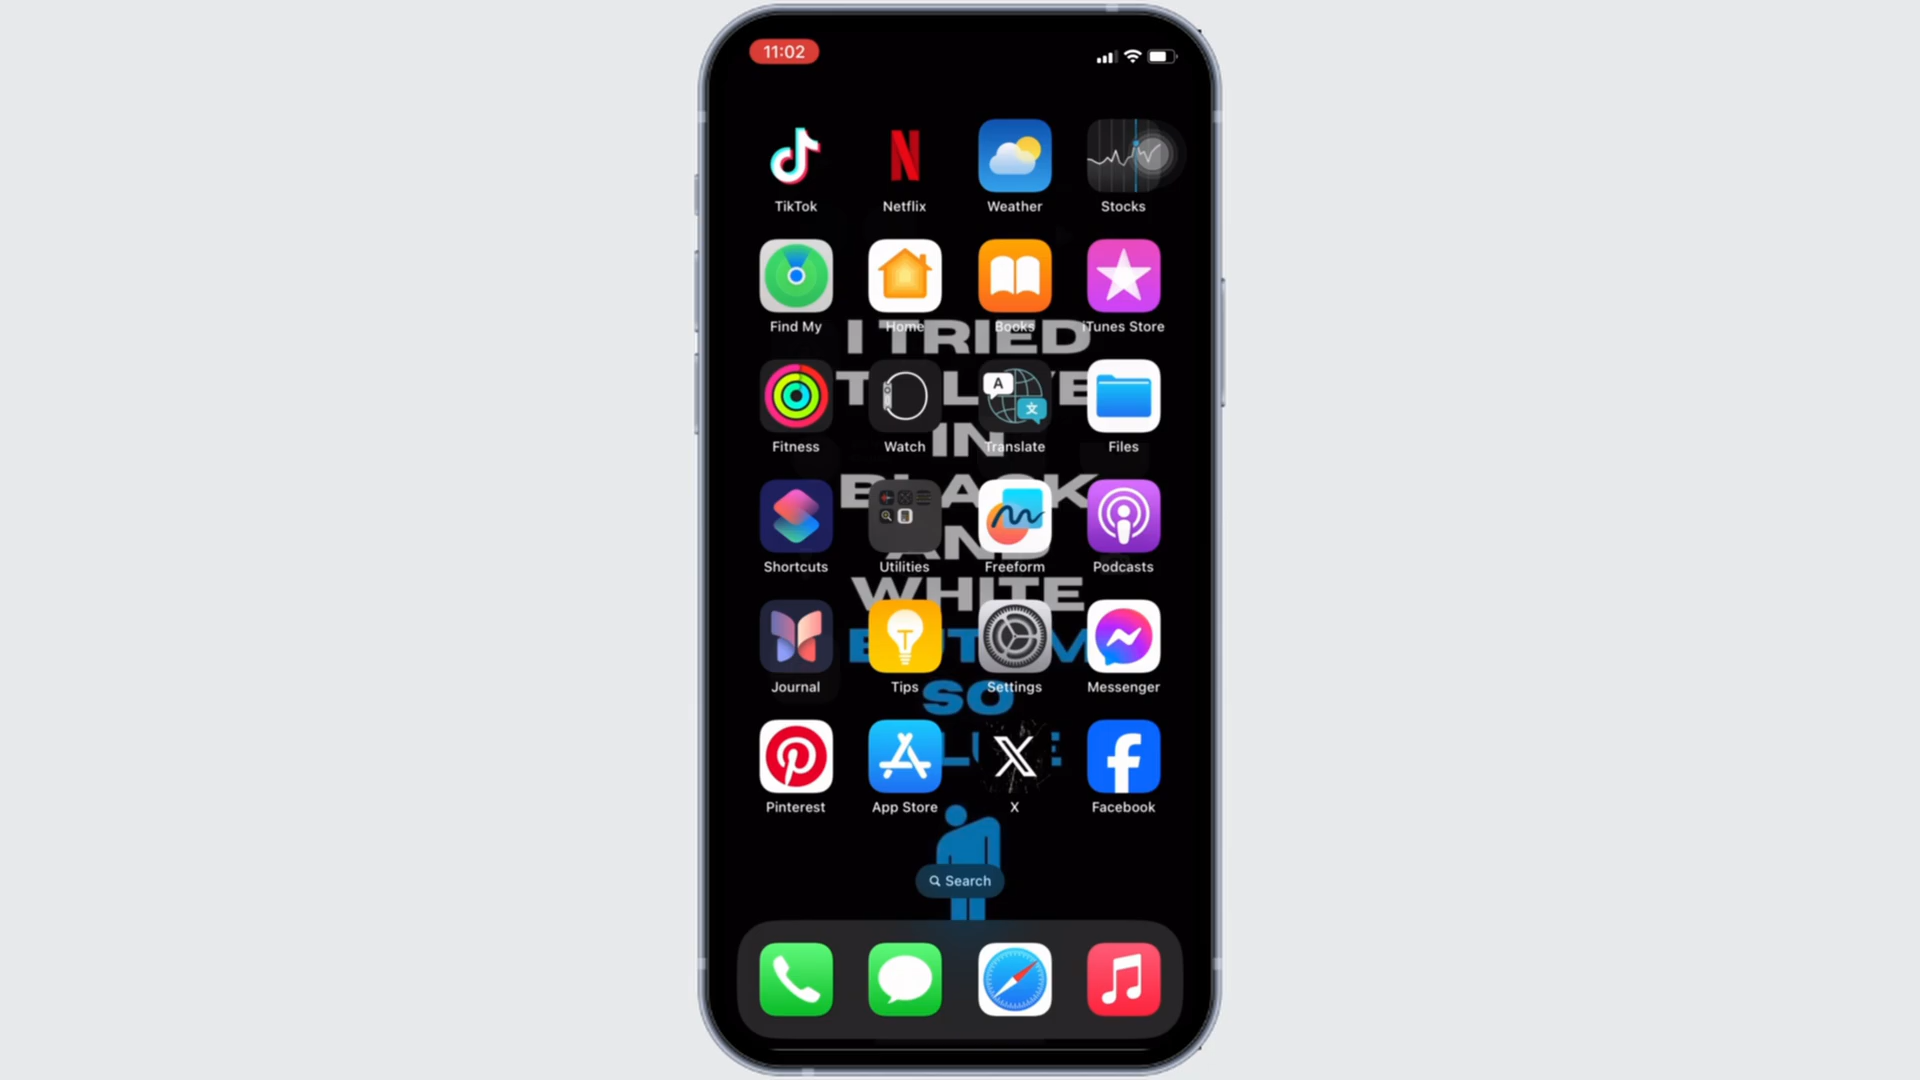 11:02
TikTok Netflix Weather Stocks
Find My Home Books iTunes Store
I TRIED
Fitness Watch Translate Files
IN
Shortcuts Utilities Freeform Podcasts
WHITE
Journal Tips Settings Messenger
SO
Pinterest App Store X Facebook
Search